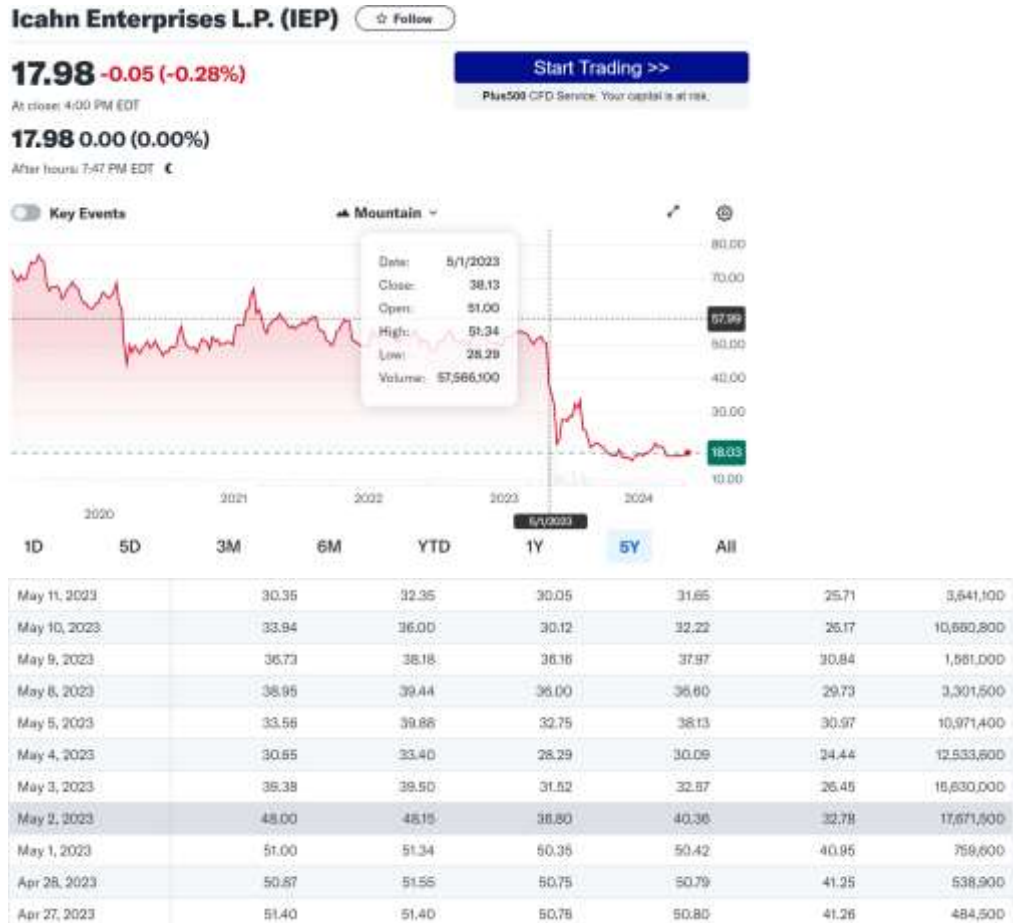 Icahn Enterprises L.P. (IEP) ☆ Follow
17.98 -0.05 (-0.28%)
At close: 4:00 PM EDT
17.98 0.00 (0.00%)
After hours: 7:47 PM EDT
Start Trading >>
Plus500 CFD Service. Your capital is at risk.
Key Events
Mountain
Date: 5/1/2023
Close: 38.13
Open: 51.00
High: 51.34
Low: 28.29
Volume: 57,566,100
80.00
70.00
57.99
50.00
40.00
30.00
18.03
10.00
2020 2021 2022 2023 2024
5/1/2023
1D 5D 3M 6M YTD 1Y 5Y All
May 11, 2023 30.35 32.35 30.05 31.65 25.71 3,641,100
May 10, 2023 33.94 36.00 30.12 32.22 26.17 10,660,800
May 9, 2023 36.73 38.18 36.16 37.97 30.84 1,561,000
May 8, 2023 38.95 39.44 36.00 36.60 29.73 3,301,500
May 5, 2023 33.56 39.88 32.75 38.13 30.97 10,971,400
May 4, 2023 30.65 33.40 28.29 30.09 24.44 12,533,600
May 3, 2023 39.38 39.50 31.52 32.57 26.45 15,630,000
May 2, 2023 48.00 48.15 38.80 40.36 32.78 17,671,500
May 1, 2023 51.00 51.34 50.35 50.42 40.95 759,600
Apr 28, 2023 50.87 51.55 50.75 50.79 41.25 538,900
Apr 27, 2023 51.40 51.40 50.76 50.80 41.26 484,500